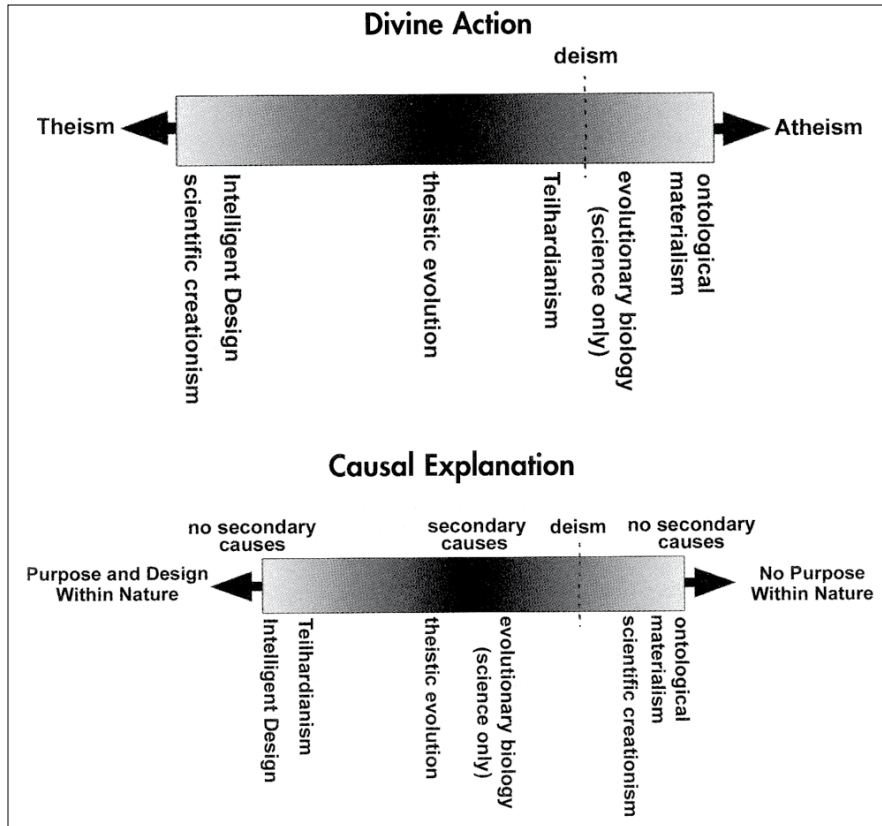 Divine Action
deism
Theism
Atheism
scientific creationism
Intelligent Design
theistic evolution
Teilhardianism
evolutionary biology
(science only)
ontological
materialism
Causal Explanation
no secondary
causes
secondary
causes
deism
no secondary
causes
Purpose and Design
Within Nature
No Purpose
Within Nature
Intelligent Design
Teilhardianism
theistic evolution
evolutionary biology
(science only)
scientific creationism
ontological
materialism